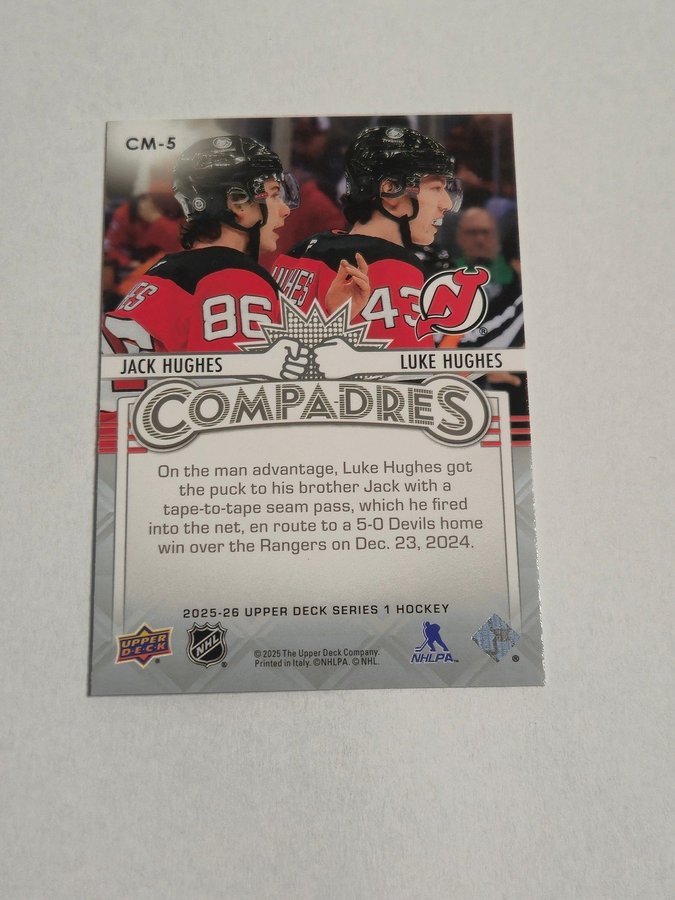 CM-5
HES
86
HUGHES
43
JACK HUGHES
LUKE HUGHES
COMPADRES
On the man advantage, Luke Hughes got
the puck to his brother Jack with a
tape-to-tape seam pass, which he fired
into the net, en route to a 5-0 Devils home
win over the Rangers on Dec. 23, 2024.
2025-26 UPPER DECK SERIES 1 HOCKEY
UPPER
D·E·C·K
®
NHL
®
© 2025 The Upper Deck Company.
Printed in Italy. ©NHLPA. © NHL.
NHLPA™
®